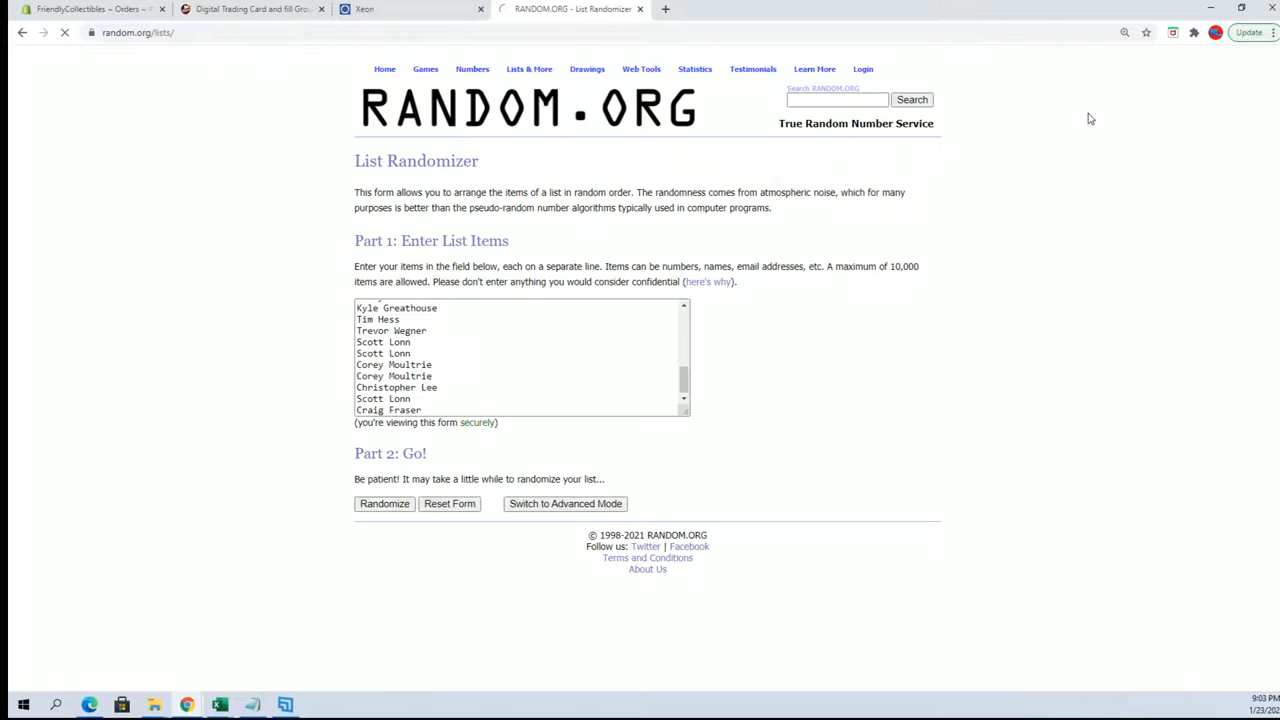 FriendlyCollectibles ~ Orders ~
Digital Trading Card and fill Grou
Xeon
RANDOM.ORG - List Randomizer
random.org/lists/
Update
Home Games Numbers Lists & More Drawings Web Tools Statistics Testimonials Learn More Login
RANDOM.ORG
Search RANDOM.ORG
Search
True Random Number Service
List Randomizer
This form allows you to arrange the items of a list in random order. The randomness comes from atmospheric noise, which for many
purposes is better than the pseudo-random number algorithms typically used in computer programs.
Part 1: Enter List Items
Enter your items in the field below, each on a separate line. Items can be numbers, names, email addresses, etc. A maximum of 10,000
items are allowed. Please don't enter anything you would consider confidential (here's why).
Kyle Greathouse
Tim Hess
Trevor Wegner
Scott Lonn
Scott Lonn
Corey Moultrie
Corey Moultrie
Christopher Lee
Scott Lonn
Craig Fraser
(you're viewing this form securely)
Part 2: Go!
Be patient! It may take a little while to randomize your list...
Randomize Reset Form Switch to Advanced Mode
© 1998-2021 RANDOM.ORG
Follow us: Twitter | Facebook
Terms and Conditions
About Us
9:03 PM
1/23/202